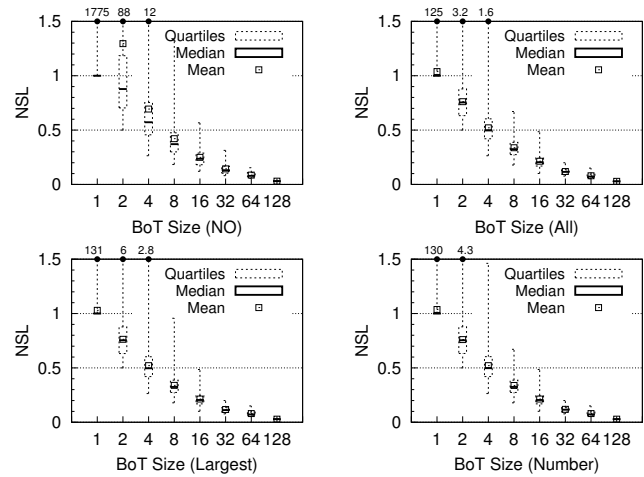 1775 88 12
Quartiles
Median
Mean
NSL
1.5
1
0.5
0
1 2 4 8 16 32 64 128
BoT Size (NO)
125 3.2 1.6
Quartiles
Median
Mean
NSL
1.5
1
0.5
0
1 2 4 8 16 32 64 128
BoT Size (All)
131 6 2.8
Quartiles
Median
Mean
NSL
1.5
1
0.5
0
1 2 4 8 16 32 64 128
BoT Size (Largest)
130 4.3
Quartiles
Median
Mean
NSL
1.5
1
0.5
0
1 2 4 8 16 32 64 128
BoT Size (Number)